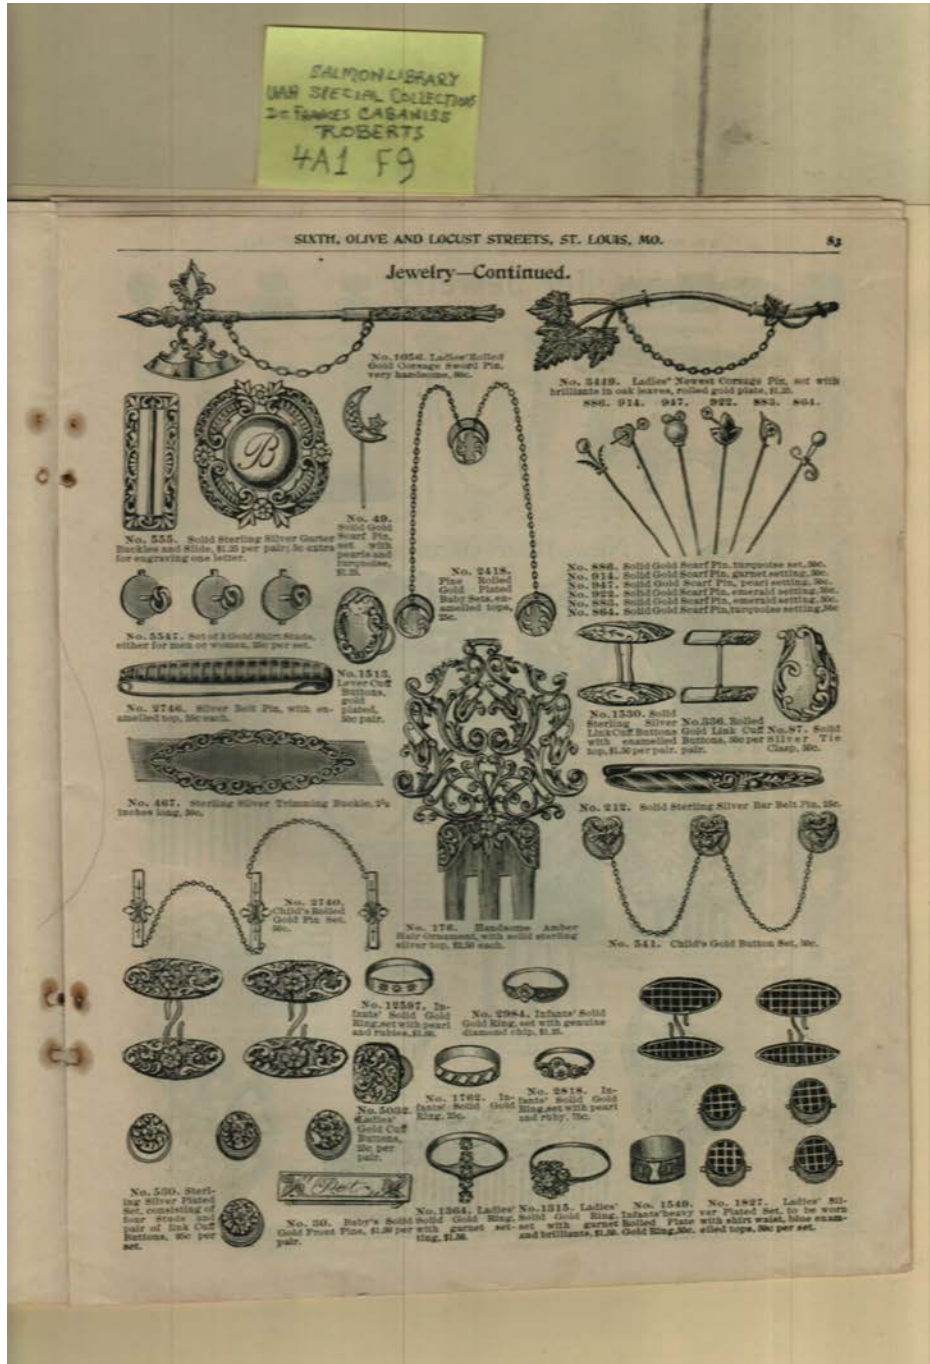 SALMON LIBRARY
UAH SPECIAL COLLECTIONS
Dr. FRANCES CABANISS
ROBERTS
4A1 F9
SIXTH, OLIVE AND LOCUST STREETS, ST. LOUIS, MO. 83
Jewelry—Continued.
No. 1056. Ladies' Rolled
Gold Corsage Sword Pin,
very handsome, 50c.
No. 3449. Ladies' Newest Corsage Pin, set with
brilliants in oak leaves, rolled gold plate, $1.25.
886. 914. 947. 922. 883. 864.
B
No. 555. Solid Sterling Silver Garter
Buckles and Slide, $1.25 per pair; 5c extra
for engraving one letter.
No. 49.
Solid Gold
Scarf Pin,
set with
pearls and
turquoise,
$1.25.
No. 2418.
Fine Rolled
Gold Plated
Baby Sets, en-
amelled tops,
25c.
No. 886. Solid Gold Scarf Pin, turquoise set, 50c.
No. 914. Solid Gold Scarf Pin, garnet setting, 50c.
No. 947. Solid Gold Scarf Pin, pearl setting, 50c.
No. 922. Solid Gold Scarf Pin, emerald setting, 50c.
No. 883. Solid Gold Scarf Pin, emerald setting, 50c.
No. 864. Solid Gold Scarf Pin, turquoise setting, 50c
No. 5547. Set of 3 Gold Shirt Studs,
either for men or women, 25c per set.
No. 1513.
Lever Cuff
Buttons,
gold
plated,
50c pair.
No. 2746. Silver Belt Pin, with en-
amelled top, 25c each.
No. 1530. Solid
Sterling Silver
Link Cuff Buttons
with enamelled
top, $1.50 per pair.
No. 336. Rolled
Gold Link Cuff
Buttons, 50c per
pair.
No. 87. Solid
Silver Tie
Clasp, 50c.
No. 467. Sterling Silver Trimming Buckle, 2¼
inches long, 50c.
No. 212. Solid Sterling Silver Bar Belt Pin, 25c.
No. 2740.
Child's Rolled
Gold Pin Set,
50c.
No. 176. Handsome Amber
Hair Ornament, with solid sterling
silver top, $2.50 each.
No. 541. Child's Gold Button Set, 50c.
No. 12597. In-
fants' Solid Gold
Ring, set with pearl
and rubies, $1.00.
No. 2984. Infants' Solid
Gold Ring, set with genuine
diamond chip, $1.25.
No. 5032.
Ladies'
Gold Cuff
Buttons,
25c per
pair.
No. 1762. In-
fants' Solid Gold
Ring, 25c.
No. 2818. In-
fants' Solid Gold
Ring, set with pearl
and ruby, 75c.
No. 530. Sterl-
ing Silver Plated
Set, consisting of
four Studs and
pair of link Cuff
Buttons, 95c per
set.
Pet
No. 30. Baby's Solid
Gold Front Pins, $1.00 per
pair.
No. 1364. Ladies'
Solid Gold Ring,
with garnet set-
ting, $1.50.
No. 1315. Ladies'
Solid Gold Ring,
set with garnet
and brilliants, $1.50.
No. 1549.
Infants' heavy
Rolled Plate
Gold Ring, 50c.
No. 1827. Ladies' Sil-
ver Plated Set, to be worn
with shirt waist, blue enam-
elled tops, 50c per set.